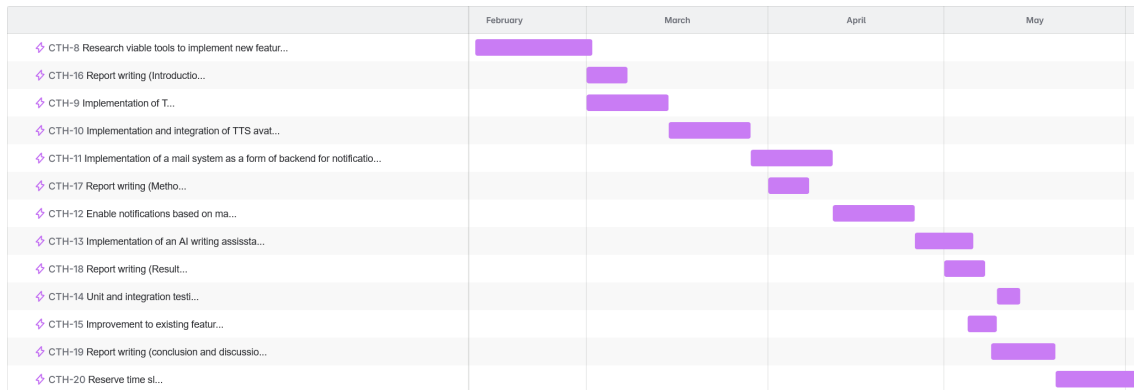 February March April May
CTH-8 Research viable tools to implement new featur...
CTH-16 Report writing (Introductio...
CTH-9 Implementation of T...
CTH-10 Implementation and integration of TTS avat...
CTH-11 Implementation of a mail system as a form of backend for notificatio...
CTH-17 Report writing (Metho...
CTH-12 Enable notifications based on ma...
CTH-13 Implementation of an AI writing assissta...
CTH-18 Report writing (Result...
CTH-14 Unit and integration testi...
CTH-15 Improvement to existing featur...
CTH-19 Report writing (conclusion and discussio...
CTH-20 Reserve time sl...